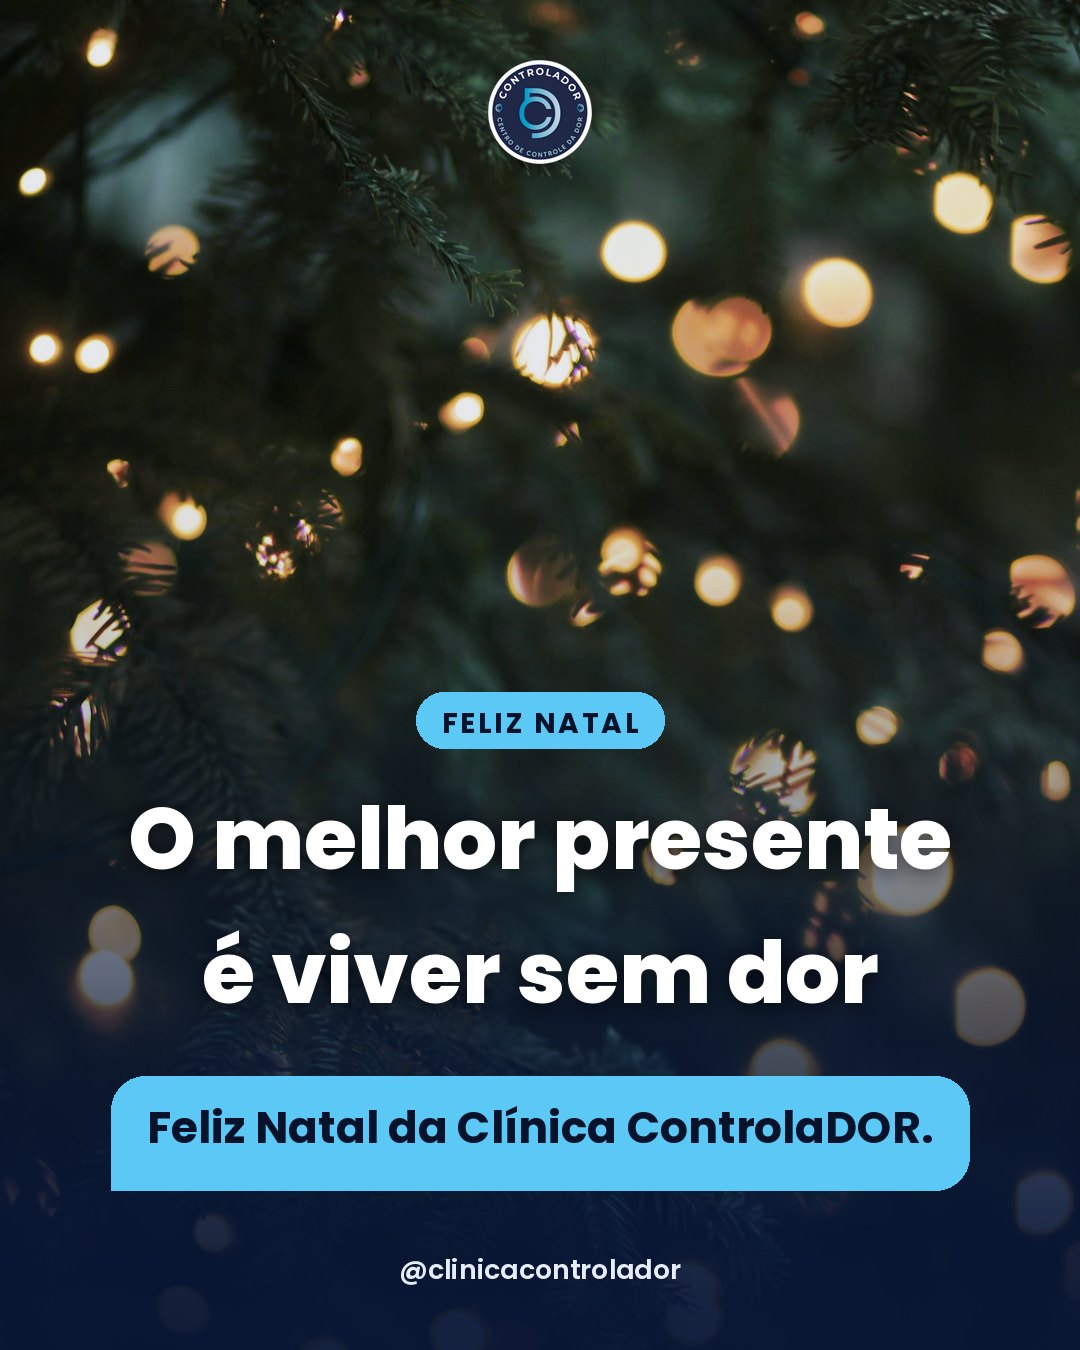 CONTROLADOR
CENTRO DE CONTROLE DA DOR
FELIZ NATAL
O melhor presente
é viver sem dor
Feliz Natal da Clínica ControlaDOR.
@clinicacontrolador